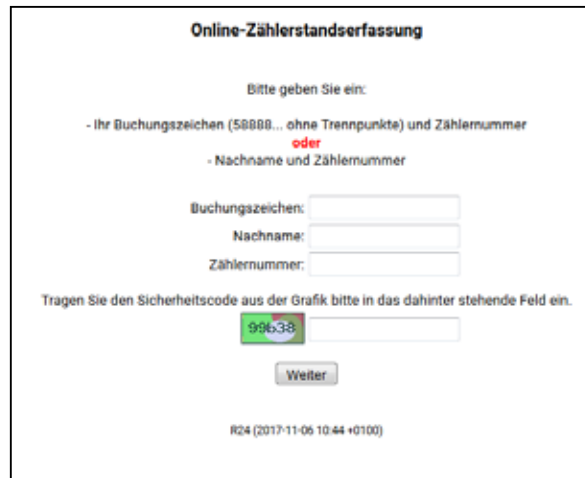 Online-Zählerstandserfassung
Bitte geben Sie ein:
- Ihr Buchungszeichen (58888... ohne Trennpunkte) und Zählernummer
oder
- Nachname und Zählernummer
Buchungszeichen:
Nachname:
Zählernummer:
Tragen Sie den Sicherheitscode aus der Grafik bitte in das dahinter stehende Feld ein.
99b38
Weiter
R24 (2017-11-06 10:44 +0100)